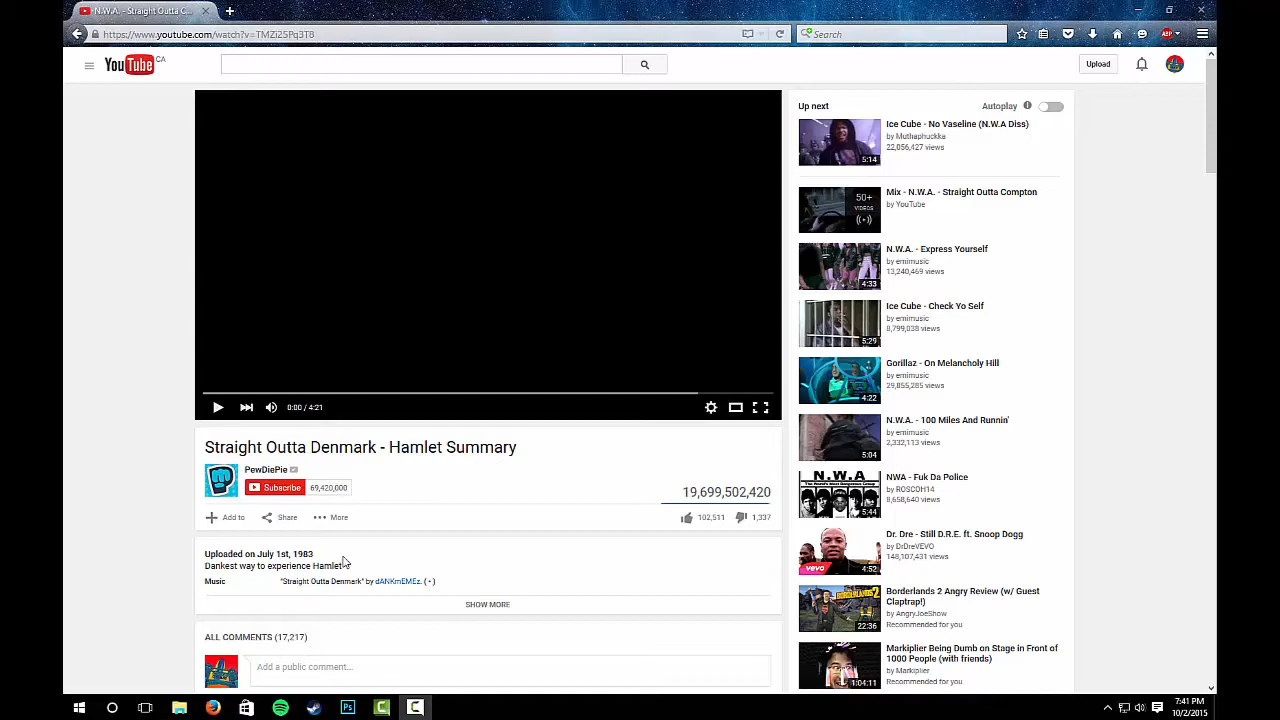 N.W.A. - Straight Outta C...
https://www.youtube.com/watch?v=TMZi25Pq3T8
Search
ABP
YouTube CA
Upload
Up next
Autoplay
Ice Cube - No Vaseline (N.W.A Diss)
by Muthaphuckka
22,056,427 views
5:14
50+
VIDEOS
Mix - N.W.A. - Straight Outta Compton
by YouTube
N.W.A. - Express Yourself
by emimusic
13,240,469 views
4:33
Ice Cube - Check Yo Self
by emimusic
8,799,038 views
5:29
Gorillaz - On Melancholy Hill
by emimusic
29,855,285 views
4:22
0:00 / 4:21
N.W.A. - 100 Miles And Runnin'
by emimusic
2,332,113 views
5:04
Straight Outta Denmark - Hamlet Summary
PewDiePie
Subscribe
69,420,000
19,699,502,420
Add to
Share
More
102,511
1,337
N.W.A
NWA - Fuk Da Police
by ROSCOH14
8,658,640 views
5:44
Uploaded on July 1st, 1983
Dankest way to experience Hamlet
Music
"Straight Outta Denmark" by dANKmEMEz. ( • )
SHOW MORE
vevo
Dr. Dre - Still D.R.E. ft. Snoop Dogg
by DrDreVEVO
148,107,431 views
4:52
Borderlands 2 Angry Review (w/ Guest
Claptrap!)
by AngryJoeShow
Recommended for you
22:36
ALL COMMENTS (17,217)
Add a public comment...
Markiplier Being Dumb on Stage in Front of
1000 People (with friends)
by Markiplier
Recommended for you
1:04:11
Ps
7:41 PM
10/2/2015